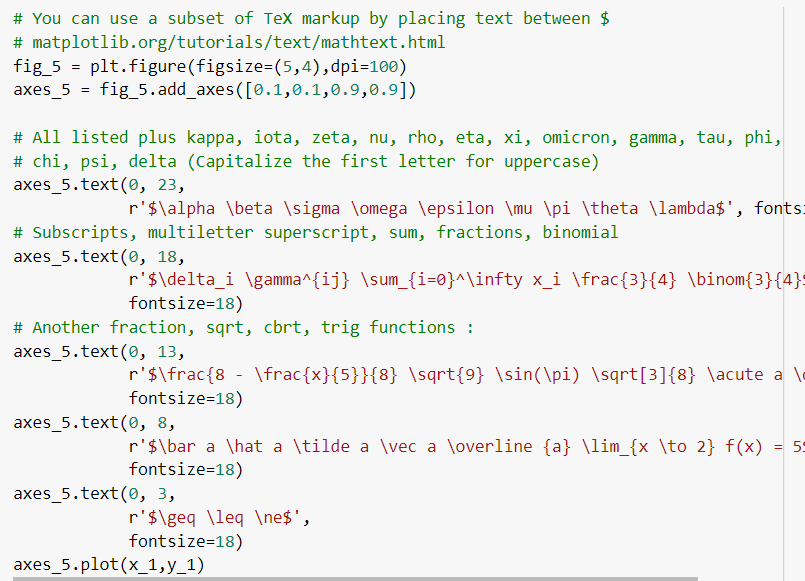 # You can use a subset of TeX markup by placing text between $
# matplotlib.org/tutorials/text/mathtext.html
fig_5 = plt.figure(figsize=(5,4),dpi=100)
axes_5 = fig_5.add_axes([0.1,0.1,0.9,0.9])
# All listed plus kappa, iota, zeta, nu, rho, eta, xi, omicron, gamma, tau, phi,
# chi, psi, delta (Capitalize the first letter for uppercase)
axes_5.text(0, 23,
r'$\alpha \beta \sigma \omega \epsilon \mu \pi \theta \lambda$', fonts
# Subscripts, multiletter superscript, sum, fractions, binomial
axes_5.text(0, 18,
r'$\delta_i \gamma^{ij} \sum_{i=0}^\infty x_i \frac{3}{4} \binom{3}{4}$
fontsize=18)
# Another fraction, sqrt, cbrt, trig functions :
axes_5.text(0, 13,
r'$\frac{8 - \frac{x}{5}}{8} \sqrt{9} \sin(\pi) \sqrt[3]{8} \acute a \
fontsize=18)
axes_5.text(0, 8,
r'$\bar a \hat a \tilde a \vec a \overline {a} \lim_{x \to 2} f(x) = 5$
fontsize=18)
axes_5.text(0, 3,
r'$\geq \leq \ne$',
fontsize=18)
axes_5.plot(x_1,y_1)